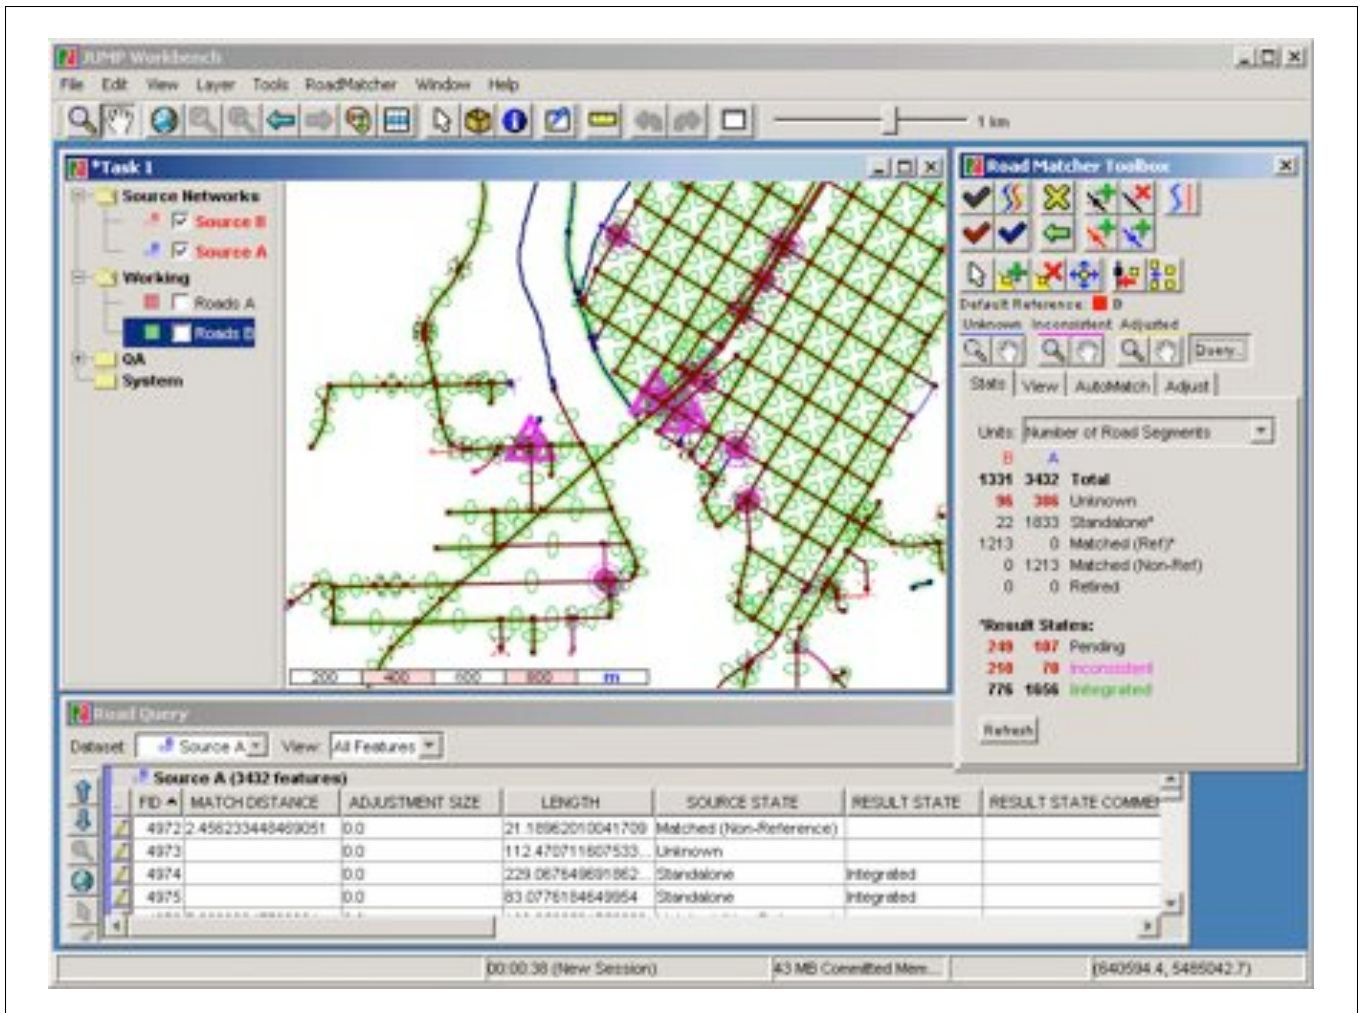 JUMP Workbench
File Edit View Layer Tools RoadMatcher Window Help
1 km
*Task 1
Source Networks
Source B
Source A
Working
Roads A
Roads B
QA
System
200 400 600 800 m
Road Matcher Toolbox
Default Reference: B
Unknown Inconsistent Adjusted
Query...
Stats View AutoMatch Adjust
Units: Number of Road Segments
B A
1331 3432 Total
96 386 Unknown
22 1833 Standalone*
1213 0 Matched (Ref)*
0 1213 Matched (Non-Ref)
0 0 Retired
*Result States:
Pending
Inconsistent
776 1656 Integrated
Refresh
Road Query
Dataset: Source A View: All Features
Source A (3432 features)
FID MATCH DISTANCE ADJUSTMENT SIZE LENGTH SOURCE STATE RESULT STATE RESULT STATE COMME
4972 2.456233448469051 0.0 21.18962010041709 Matched (Non-Reference)
4973 0.0 112.470711607533... Unknown
4974 0.0 229.067649691862... Standalone Integrated
4975 0.0 83.0776184649954 Standalone Integrated
00:00:38 (New Session) 43 MB Committed Mem... (640594.4, 5485042.7)